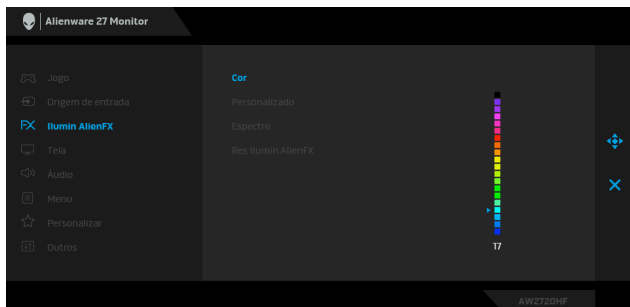 Alienware 27 Monitor
Jogo
Origem de entrada
FX Ilumin AlienFX
Tela
Áudio
Menu
Personalizar
Outros
Cor
Personalizado
Espectro
Res Ilumin AlienFX
17
AW2720HF